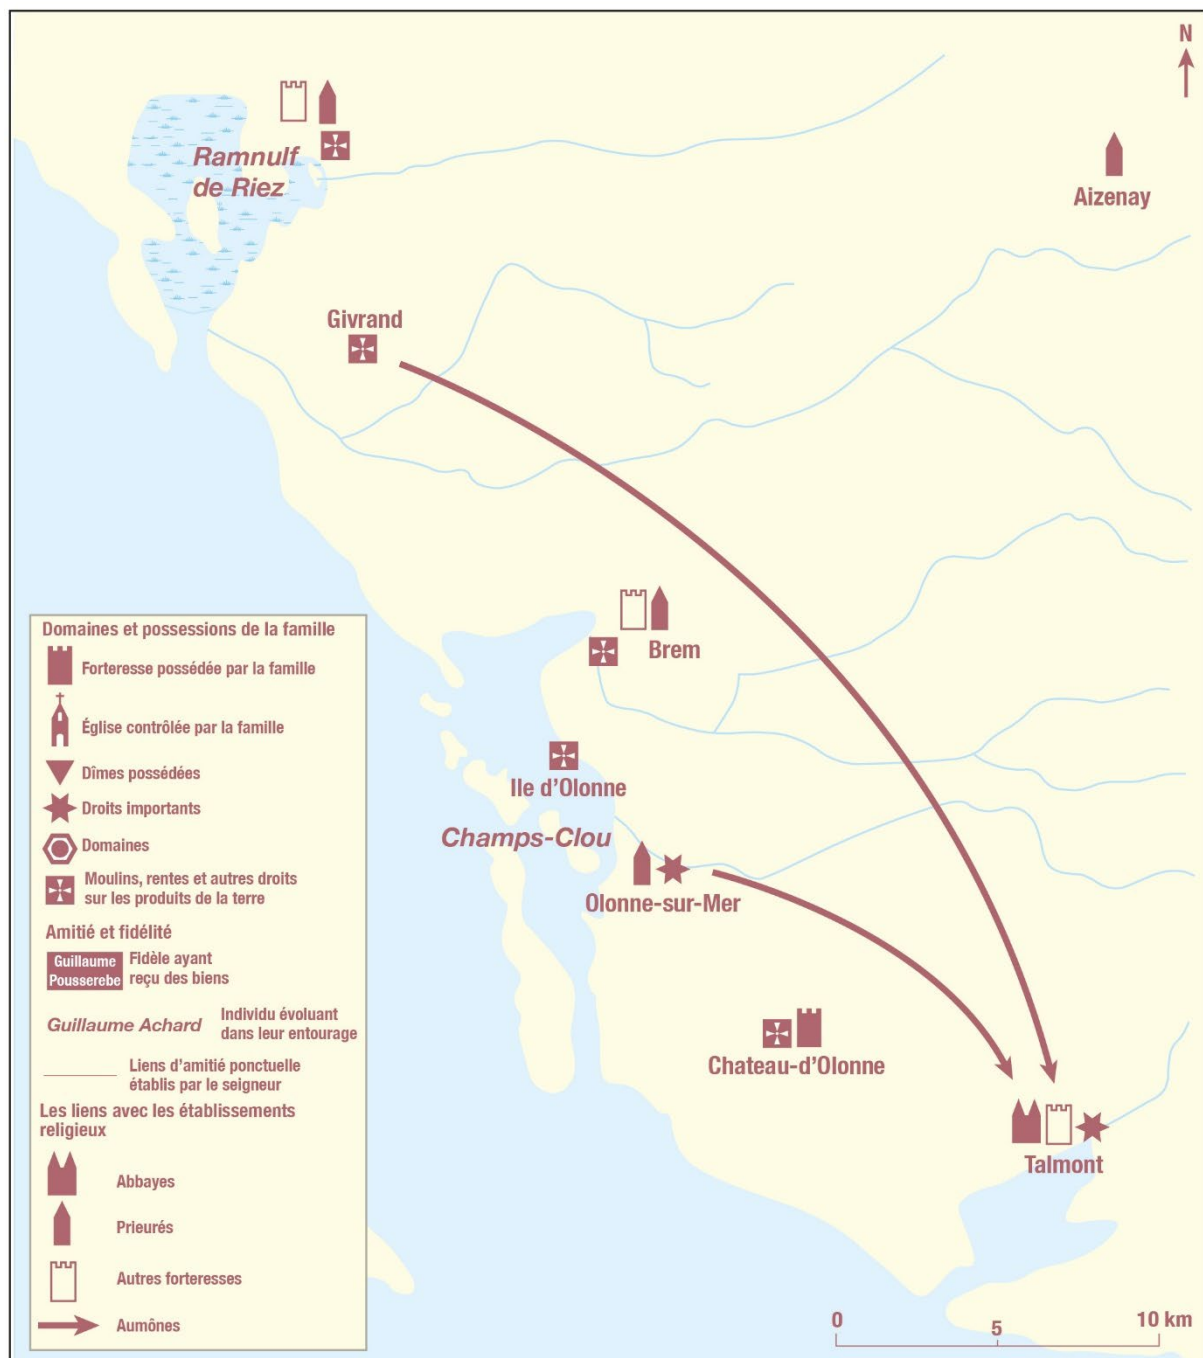 N
Ramnulf
de Riez
Aizenay
Givrand
Brem
Ile d'Olonne
Champs-Clou
Olonne-sur-Mer
Chateau-d'Olonne
Talmont
Domaines et possessions de la famille
Forteresse possédée par la famille
Église contrôlée par la famille
Dîmes possédées
Droits importants
Domaines
Moulins, rentes et autres droits
sur les produits de la terre
Amitié et fidélité
Guillaume
Pousserebe
Fidèle ayant
reçu des biens
Guillaume Achard
Individu évoluant
dans leur entourage
Liens d'amitié ponctuelle
établis par le seigneur
Les liens avec les établissements
religieux
Abbayes
Prieurés
Autres forteresses
Aumônes
0
5
10 km